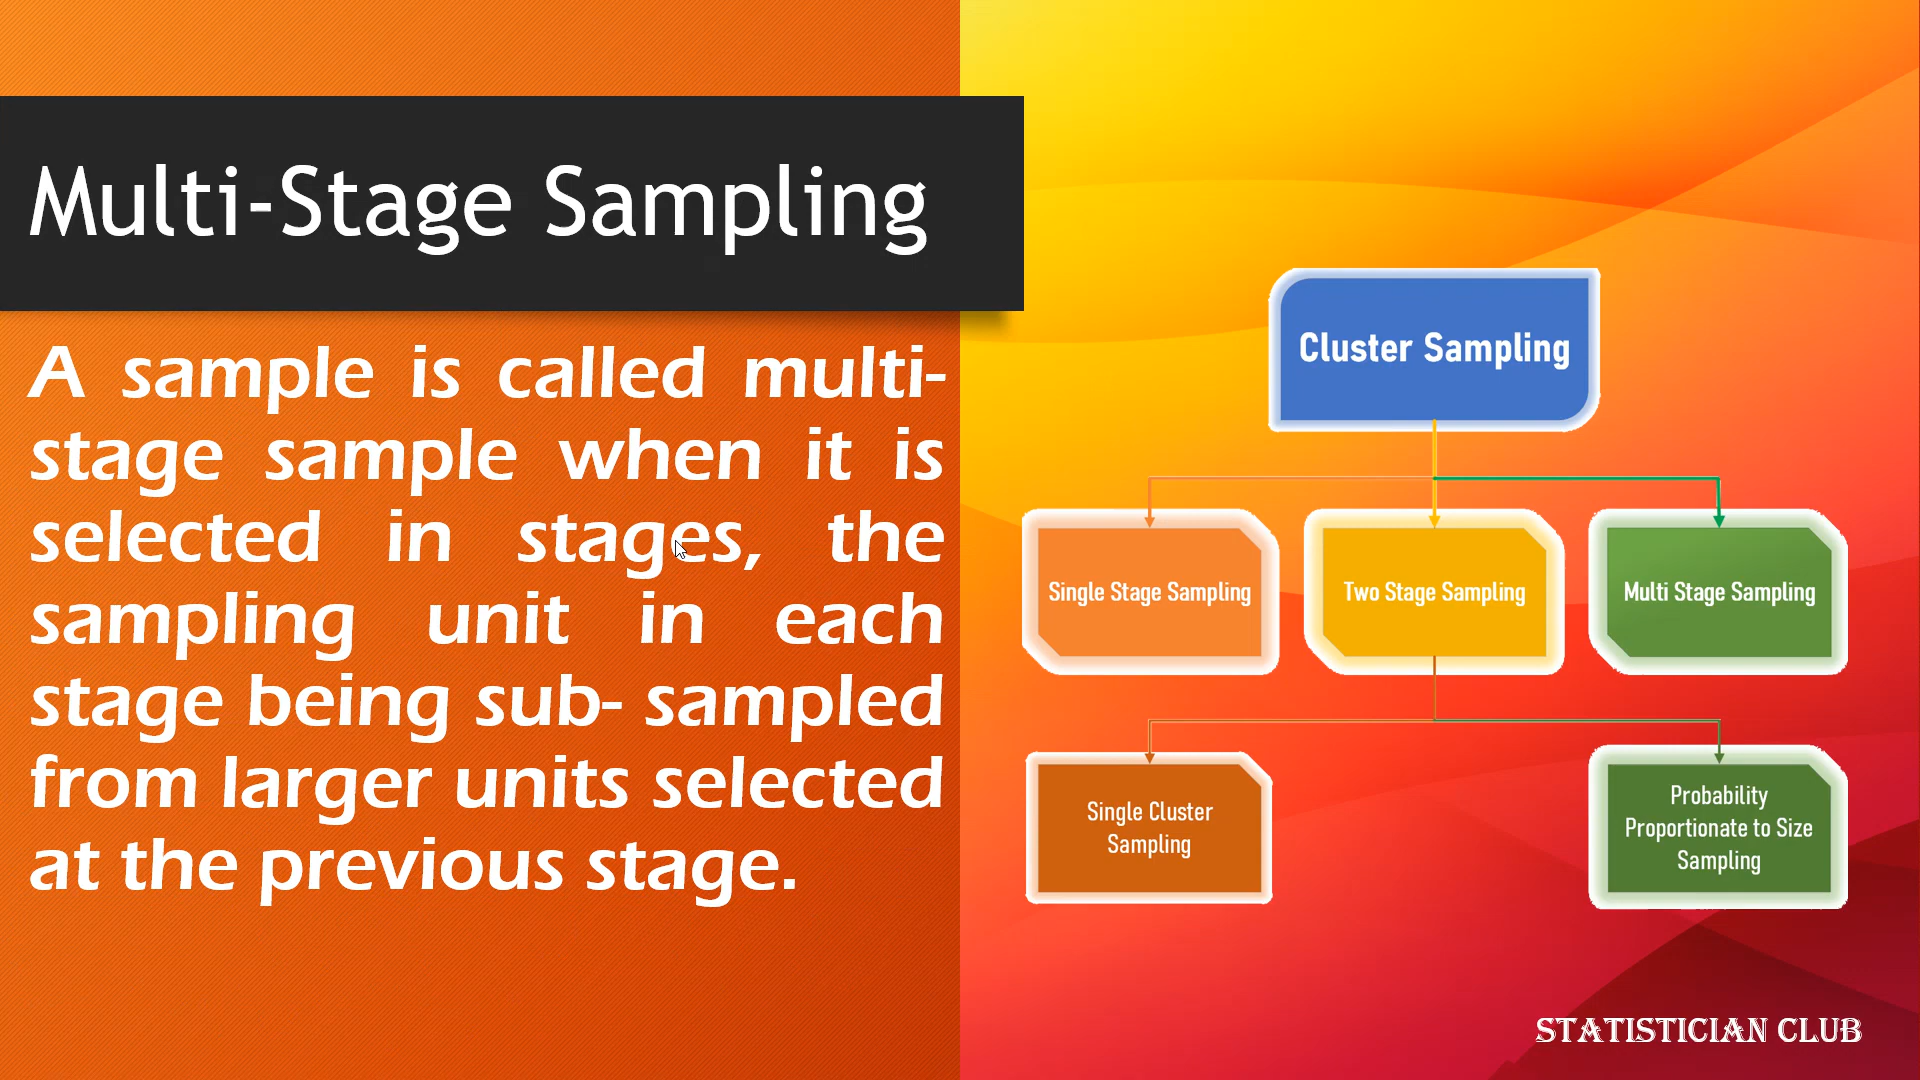 Multi-Stage Sampling
A sample is called multi-
stage sample when it is
selected in stages, the
sampling unit in each
stage being sub- sampled
from larger units selected
at the previous stage.
Cluster Sampling
Single Stage Sampling
Two Stage Sampling
Multi Stage Sampling
Single Cluster
Sampling
Probability
Proportionate to Size
Sampling
STATISTICIAN CLUB